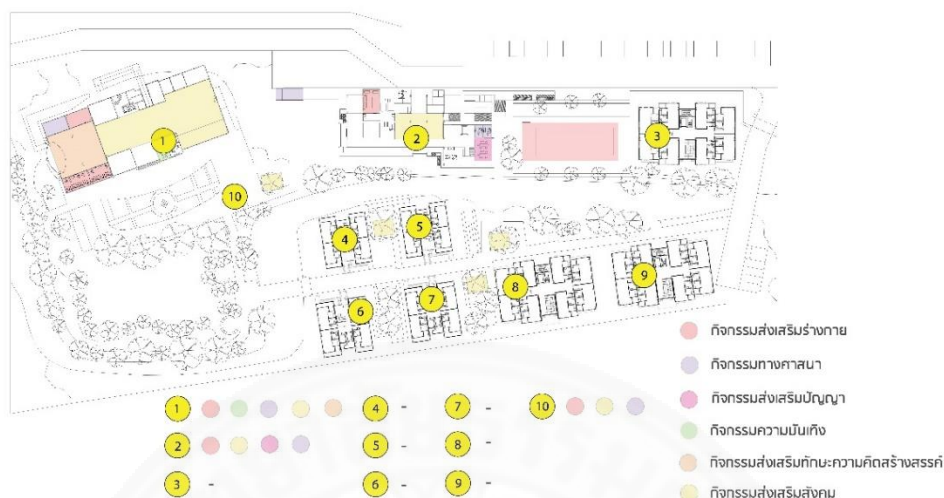 1
2
3
10
4
5
6
7
8
9
กิจกรรมส่งเสริมร่างกาย
กิจกรรมทางศาสนา
กิจกรรมส่งเสริมปัญญา
กิจกรรมความบันเทิง
กิจกรรมส่งเสริมทักษะความคิดสร้างสรรค์
กิจกรรมส่งเสริมสังคม
1 4 - 7 - 10
2 5 - 8 -
3 - 6 - 9 -